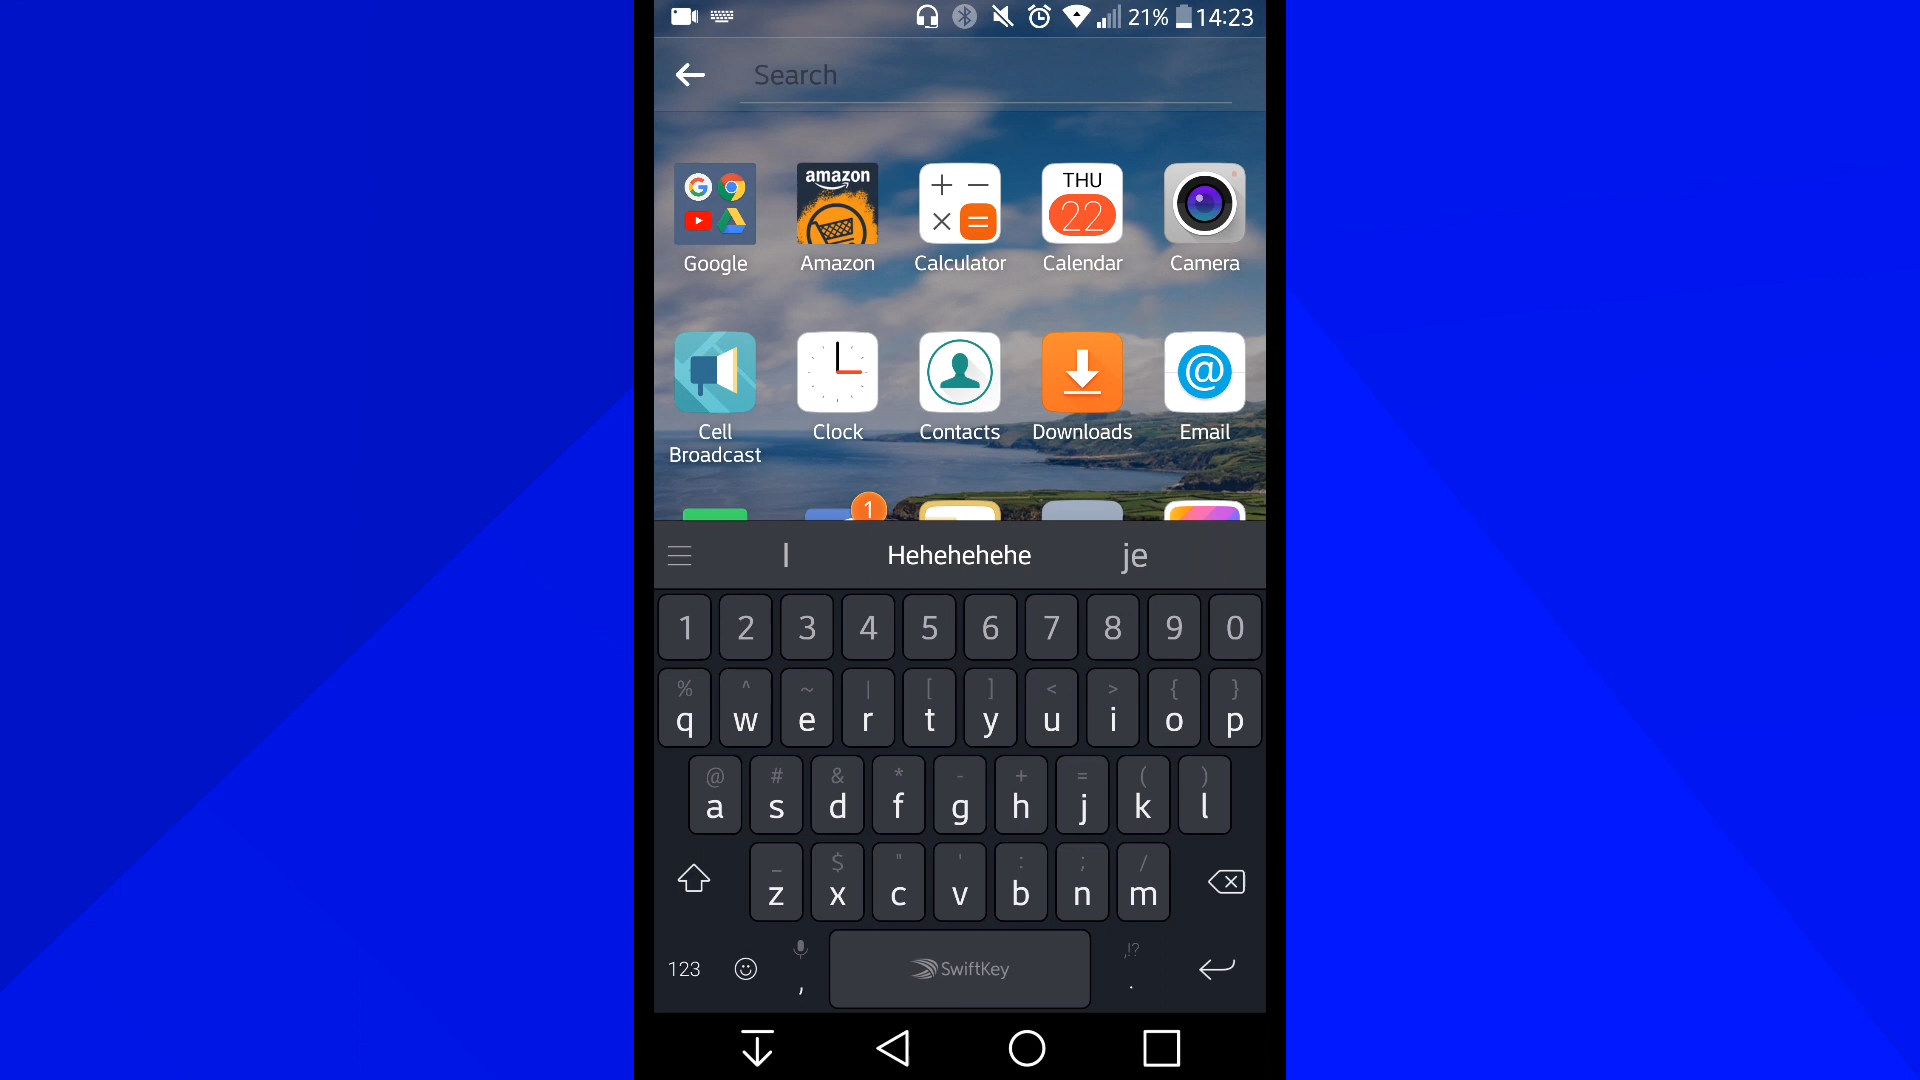 21% 14:23
Search
amazon
THU
22
Google Amazon Calculator Calendar Camera
@
Cell Broadcast Clock Contacts Downloads Email
1
I Hehehehehe je
1 2 3 4 5 6 7 8 9 0
% ^ ~ | [ ] < > { }
q w e r t y u i o p
@ # & * - + = ( )
a s d f g h j k l
_ $ " ' : ; /
z x c v b n m
,!?
123 , SwiftKey .